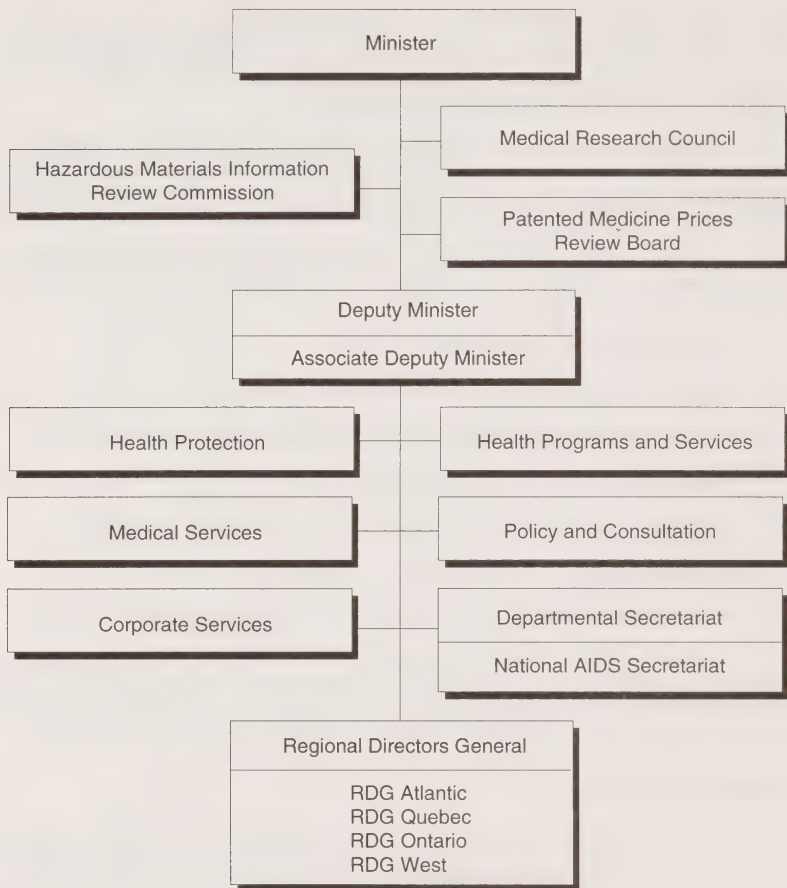 Minister
Medical Research Council
Hazardous Materials Information
Review Commission
Patented Medicine Prices
Review Board
Deputy Minister
Associate Deputy Minister
Health Protection
Health Programs and Services
Medical Services
Policy and Consultation
Corporate Services
Departmental Secretariat
National AIDS Secretariat
Regional Directors General
RDG Atlantic
RDG Quebec
RDG Ontario
RDG West